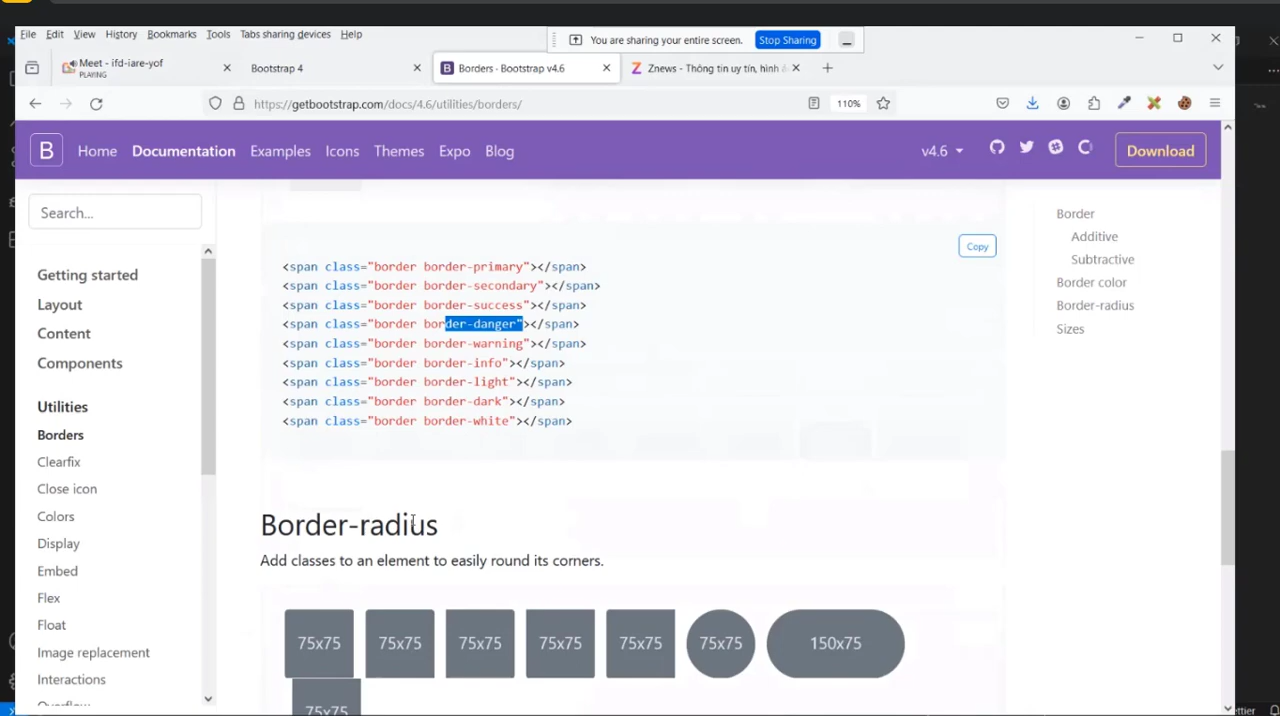 File Edit View History Bookmarks Tools Tabs sharing devices Help
You are sharing your entire screen. Stop Sharing
Meet - ifd-iare-yof
PLAYING
Bootstrap 4
Borders · Bootstrap v4.6
Znews - Thông tin uy tín, hình ả
https://getbootstrap.com/docs/4.6/utilities/borders/
110%
B Home Documentation Examples Icons Themes Expo Blog
v4.6
Download
Search...
Getting started
Layout
Content
Components
Utilities
Borders
Clearfix
Close icon
Colors
Display
Embed
Flex
Float
Image replacement
Interactions
Overflow
Copy
<span class="border border-primary"></span>
<span class="border border-secondary"></span>
<span class="border border-success"></span>
<span class="border border-danger"></span>
<span class="border border-warning"></span>
<span class="border border-info"></span>
<span class="border border-light"></span>
<span class="border border-dark"></span>
<span class="border border-white"></span>
Border-radius
Add classes to an element to easily round its corners.
75x75 75x75 75x75 75x75 75x75 75x75 150x75
75x75
Border
Additive
Subtractive
Border color
Border-radius
Sizes